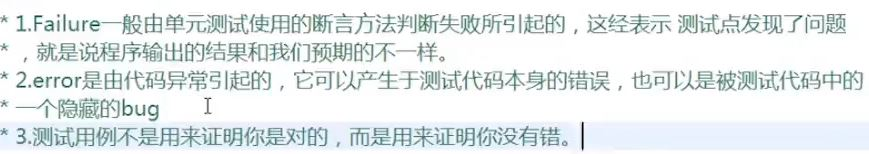 * 1.Failure一般由单元测试使用的断言方法判断失败所引起的，这经表示 测试点发现了问题
* ，就是说程序输出的结果和我们预期的不一样。
* 2.error是由代码异常引起的，它可以产生于测试代码本身的错误，也可以是被测试代码中的
* 一个隐藏的bug
* 3.测试用例不是用来证明你是对的，而是用来证明你没有错。